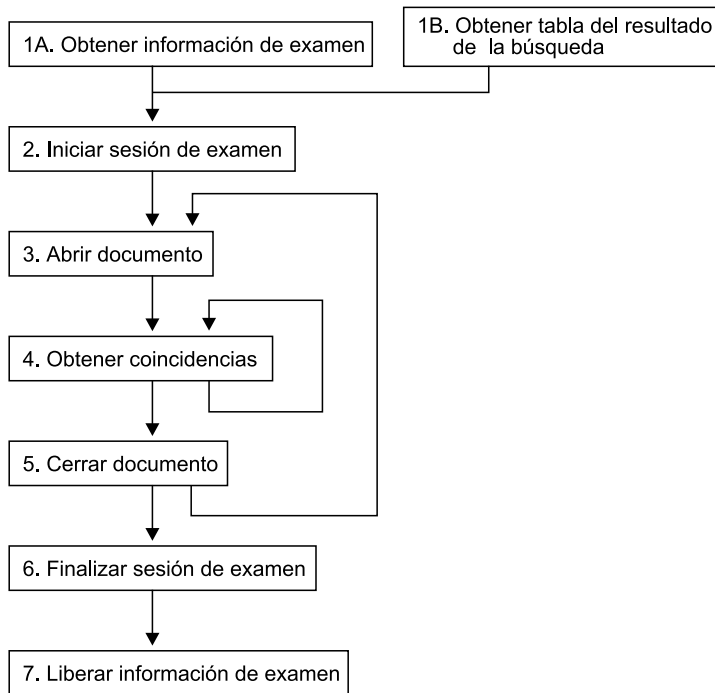 1A. Obtener información de examen
1B. Obtener tabla del resultado
de la búsqueda
2. Iniciar sesión de examen
3. Abrir documento
4. Obtener coincidencias
5. Cerrar documento
6. Finalizar sesión de examen
7. Liberar información de examen